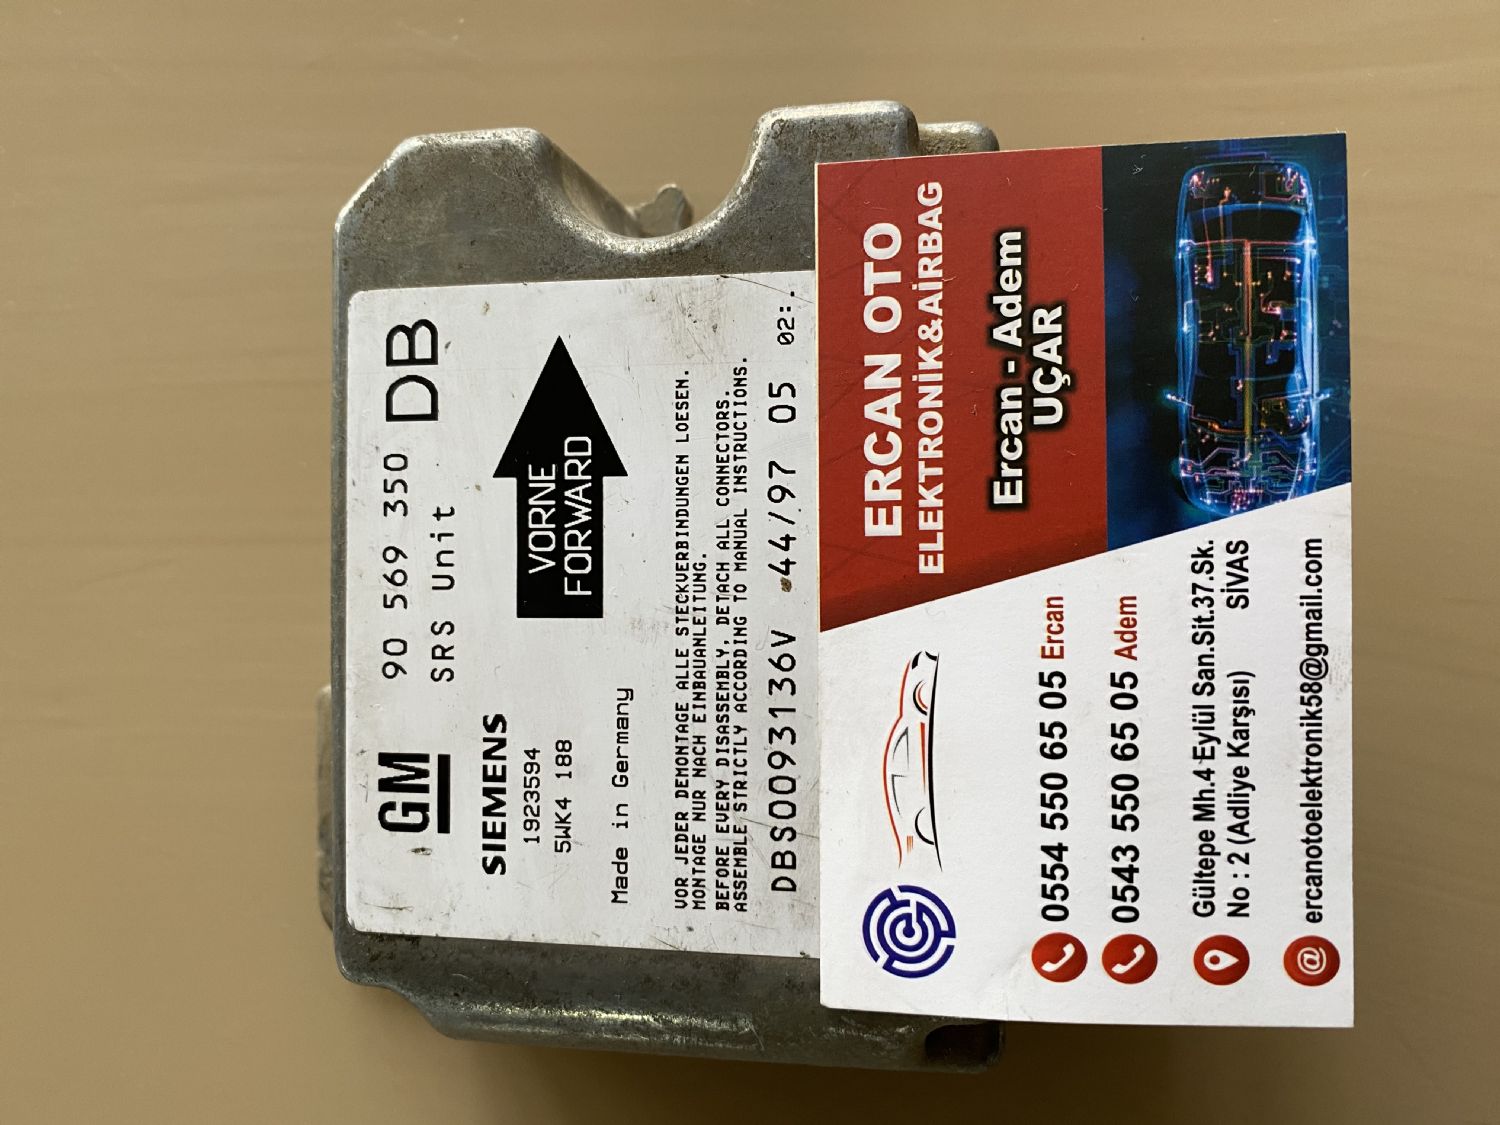 GM 90 569 350 DB
SRS Unit
SIEMENS
1923594
5WK4 188
VORNE
FORWARD
Made in Germany
VOR JEDER DEMONTAGE ALLE STECKVERBINDUNGEN LOESEN.
MONTAGE NUR NACH EINBAUANLEITUNG.
BEFORE EVERY DISASSEMBLY, DETACH ALL CONNECTORS.
ASSEMBLE STRICTLY ACCORDING TO MANUAL INSTRUCTIONS.
DBS0093136V 44/97 05 02:.
ERCAN OTO
ELEKTRONİK&AİRBAG
Ercan - Adem
UÇAR
0554 550 65 05 Ercan
0543 550 65 05 Adem
Gültepe Mh.4 Eylül San.Sit.37.Sk.
No : 2 (Adliye Karşısı) SİVAS
@ ercanotoelektronik58@gmail.com